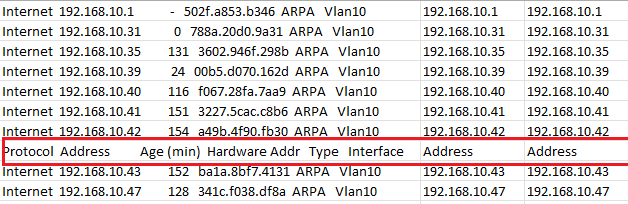 Internet 192.168.10.1 - 502f.a853.b346 ARPA Vlan10 192.168.10.1 192.168.10.1
Internet 192.168.10.31 0 788a.20d0.9a31 ARPA Vlan10 192.168.10.31 192.168.10.31
Internet 192.168.10.35 131 3602.946f.298b ARPA Vlan10 192.168.10.35 192.168.10.35
Internet 192.168.10.39 24 00b5.d070.162d ARPA Vlan10 192.168.10.39 192.168.10.39
Internet 192.168.10.40 116 f067.28fa.7aa9 ARPA Vlan10 192.168.10.40 192.168.10.40
Internet 192.168.10.41 151 3227.5cac.c8b6 ARPA Vlan10 192.168.10.41 192.168.10.41
Internet 192.168.10.42 154 a49b.4f90.fb30 ARPA Vlan10 192.168.10.42 192.168.10.42
Protocol Address Age (min) Hardware Addr Type Interface Address Address
Internet 192.168.10.43 152 ba1a.8bf7.4131 ARPA Vlan10 192.168.10.43 192.168.10.43
Internet 192.168.10.47 128 341c.f038.df8a ARPA Vlan10 192.168.10.47 192.168.10.47